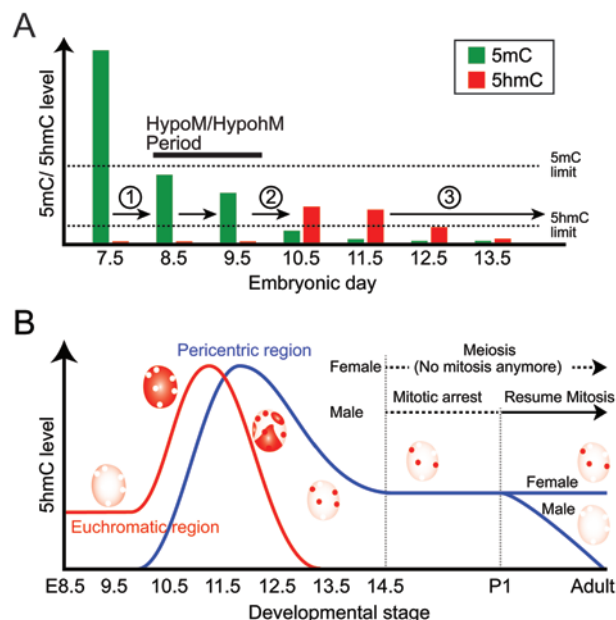 A
5mC/ 5hmC level
5mC
5hmC
HypoM/HypohM
Period
5mC
limit
5hmC
limit
1
2
3
7.5 8.5 9.5 10.5 11.5 12.5 13.5
Embryonic day
B
5hmC level
Pericentric region
Euchromatic region
Meiosis
Female (No mitosis anymore)
Mitotic arrest Resume Mitosis
Male
Female
Male
E8.5 9.5 10.5 11.5 12.5 13.5 14.5 P1 Adult
Developmental stage